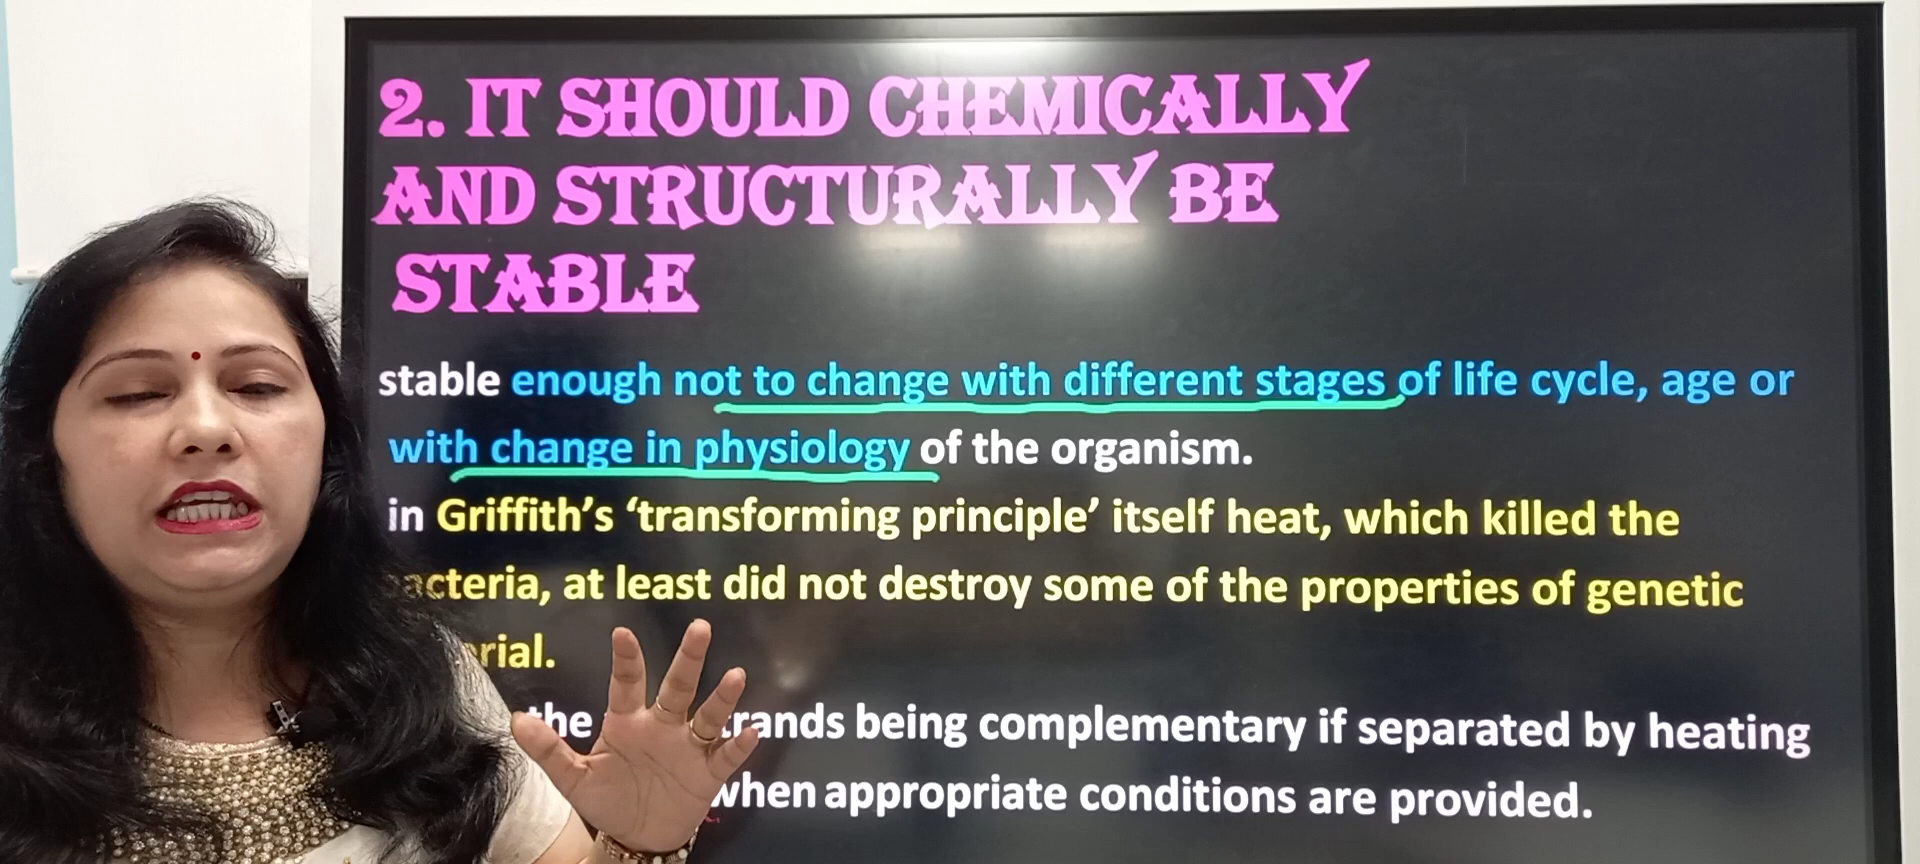 2. IT SHOULD CHEMICALLY
AND STRUCTURALLY BE
STABLE
stable enough not to change with different stages of life cycle, age or
with change in physiology of the organism.
in Griffith's 'transforming principle' itself heat, which killed the
bacteria, at least did not destroy some of the properties of genetic
the being complementary if separated by heating
when appropriate conditions are provided.